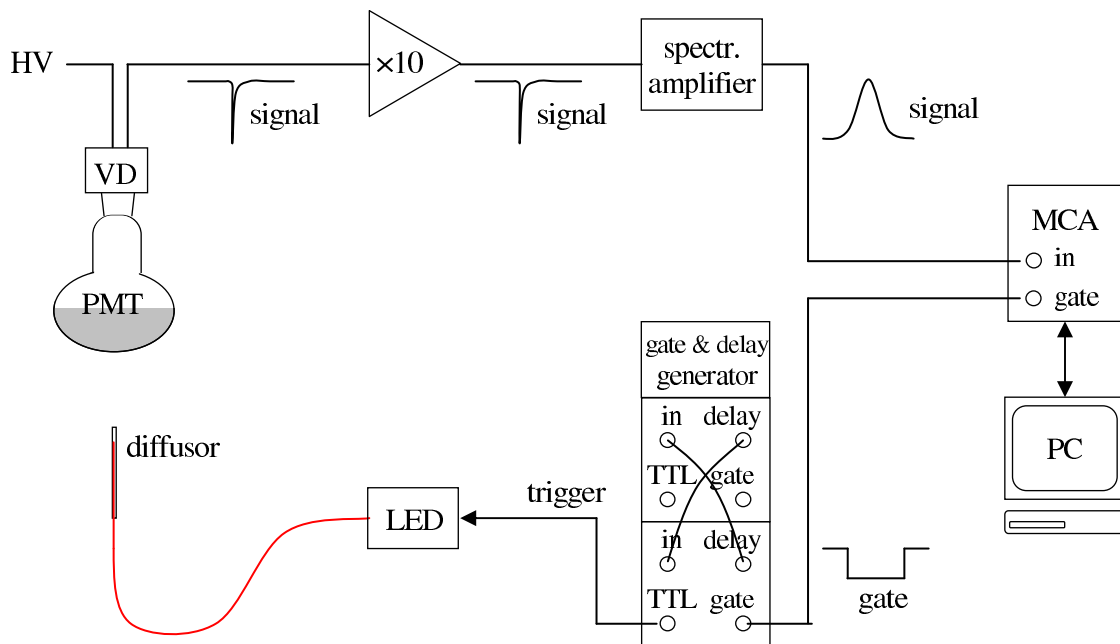 HV
×10
spectr.
amplifier
signal
signal
signal
VD
PMT
MCA
in
gate
gate & delay
generator
in delay
TTL gate
in delay
TTL gate
PC
diffusor
LED
trigger
gate